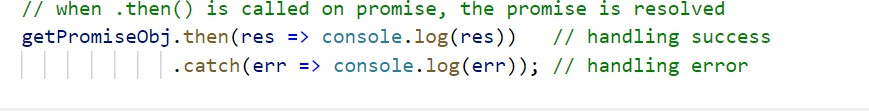 // when .then() is called on promise, the promise is resolved
getPromiseObj.then(res => console.log(res))   // handling success
             .catch(err => console.log(err)); // handling error